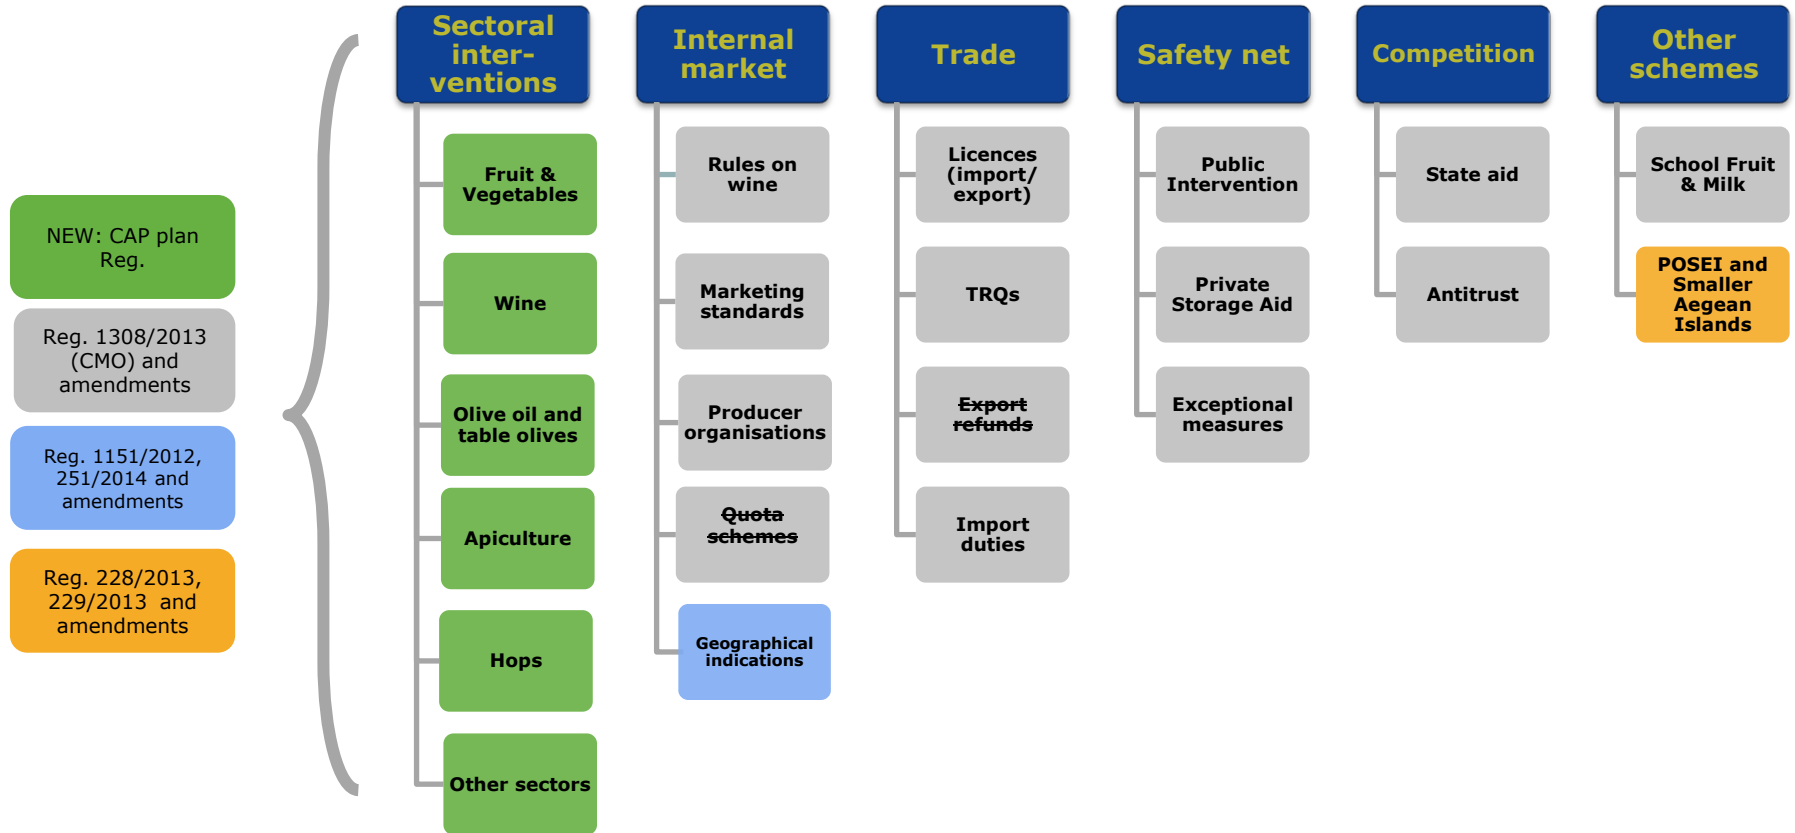 NEW: CAP plan
Reg.
Reg. 1308/2013
(CMO) and
amendments
Reg. 1151/2012,
251/2014 and
amendments
Reg. 228/2013,
229/2013 and
amendments
Sectoral
inter-
ventions
Fruit &
Vegetables
Wine
Olive oil and
table olives
Apiculture
Hops
Other sectors
Internal
market
Rules on
wine
Marketing
standards
Producer
organisations
Quota
schemes
Geographical
indications
Trade
Licences
(import/
export)
TRQs
Export
refunds
Import
duties
Safety net
Public
Intervention
Private
Storage Aid
Exceptional
measures
Competition
State aid
Antitrust
Other
schemes
School Fruit
& Milk
POSEI and
Smaller
Aegean
Islands